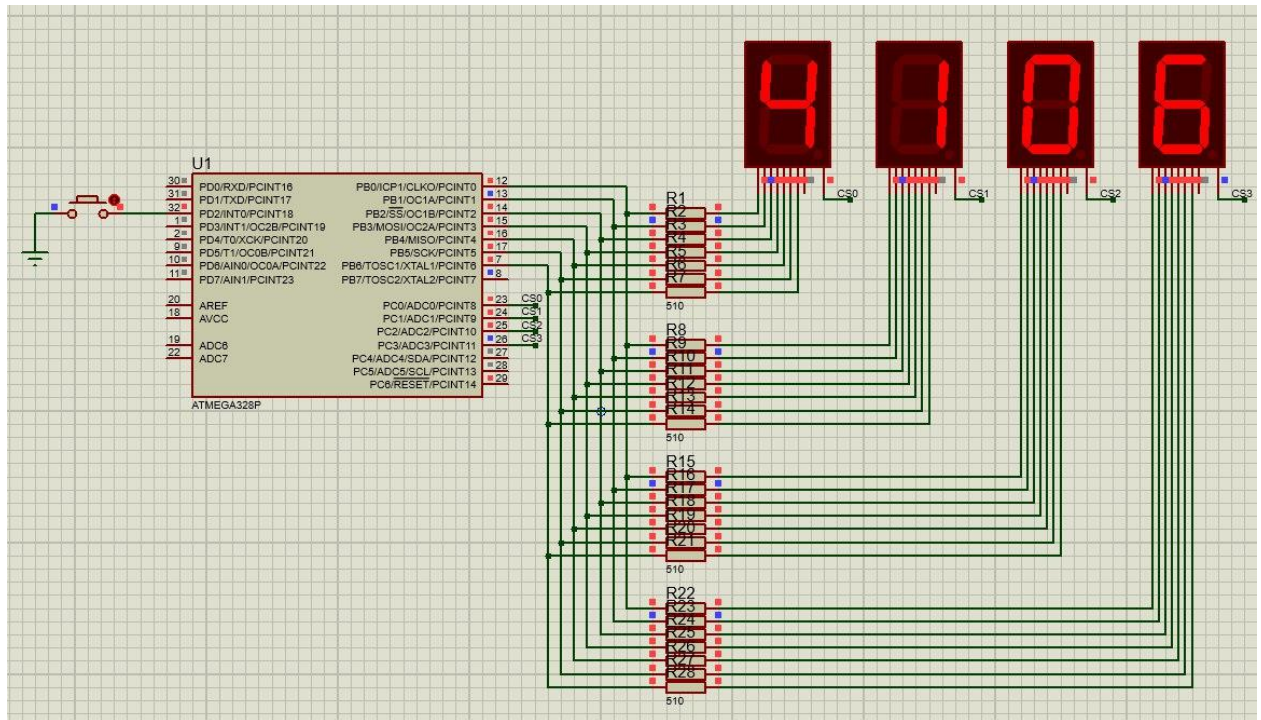 4 1 0 6
CS0 CS1 CS2 CS3
U1
30 PD0/RXD/PCINT16 PB0/ICP1/CLKO/PCINT0 12
31 PD1/TXD/PCINT17 PB1/OC1A/PCINT1 13
32 PD2/INT0/PCINT18 PB2/SS/OC1B/PCINT2 14
1 PD3/INT1/OC2B/PCINT19 PB3/MOSI/OC2A/PCINT3 15
2 PD4/T0/XCK/PCINT20 PB4/MISO/PCINT4 16
9 PD5/T1/OC0B/PCINT21 PB5/SCK/PCINT5 17
10 PD6/AIN0/OC0A/PCINT22 PB6/TOSC1/XTAL1/PCINT6 7
11 PD7/AIN1/PCINT23 PB7/TOSC2/XTAL2/PCINT7 8
20 AREF PC0/ADC0/PCINT8 23 CS0
18 AVCC PC1/ADC1/PCINT9 24 CS1
PC2/ADC2/PCINT10 25 CS2
19 ADC6 PC3/ADC3/PCINT11 26 CS3
22 ADC7 PC4/ADC4/SDA/PCINT12 27
PC5/ADC5/SCL/PCINT13 28
PC6/RESET/PCINT14 29
ATMEGA328P
R1
R2
R3
R4
R5
R6
R7
510
R8
R9
R10
R11
R12
R13
R14
510
R15
R16
R17
R18
R19
R20
R21
510
R22
R23
R24
R25
R26
R27
R28
510